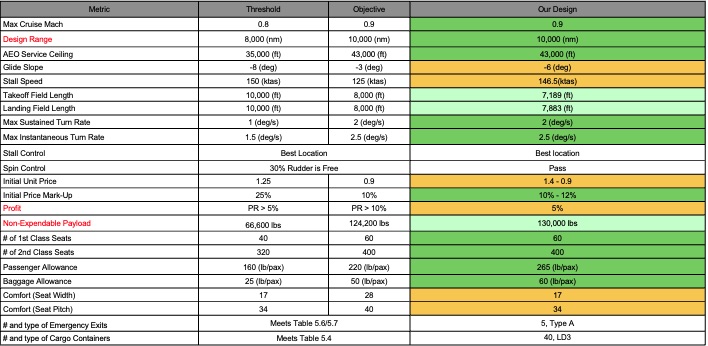 Metric Threshold Objective Our Design
Max Cruise Mach 0.8 0.9 0.9
Design Range 8,000 (nm) 10,000 (nm) 10,000 (nm)
AEO Service Ceiling 35,000 (ft) 43,000 (ft) 43,000 (ft)
Glide Slope -8 (deg) -3 (deg) -6 (deg)
Stall Speed 150 (ktas) 125 (ktas) 146.5(ktas)
Takeoff Field Length 10,000 (ft) 8,000 (ft) 7,189 (ft)
Landing Field Length 10,000 (ft) 8,000 (ft) 7,883 (ft)
Max Sustained Turn Rate 1 (deg/s) 2 (deg/s) 2 (deg/s)
Max Instantaneous Turn Rate 1.5 (deg/s) 2.5 (deg/s) 2.5 (deg/s)
Stall Control Best Location Best location
Spin Control 30% Rudder is Free Pass
Initial Unit Price 1.25 0.9 1.4 - 0.9
Initial Price Mark-Up 25% 10% 10% - 12%
Profit PR > 5% PR > 10% 5%
Non-Expendable Payload 66,600 lbs 124,200 lbs 130,000 lbs
# of 1st Class Seats 40 60 60
# of 2nd Class Seats 320 400 400
Passenger Allowance 160 (lb/pax) 220 (lb/pax) 265 (lb/pax)
Baggage Allowance 25 (lb/pax) 50 (lb/pax) 60 (lb/pax)
Comfort (Seat Width) 17 28 17
Comfort (Seat Pitch) 34 40 34
# and type of Emergency Exits Meets Table 5.6/5.7 5, Type A
# and type of Cargo Containers Meets Table 5.4 40, LD3